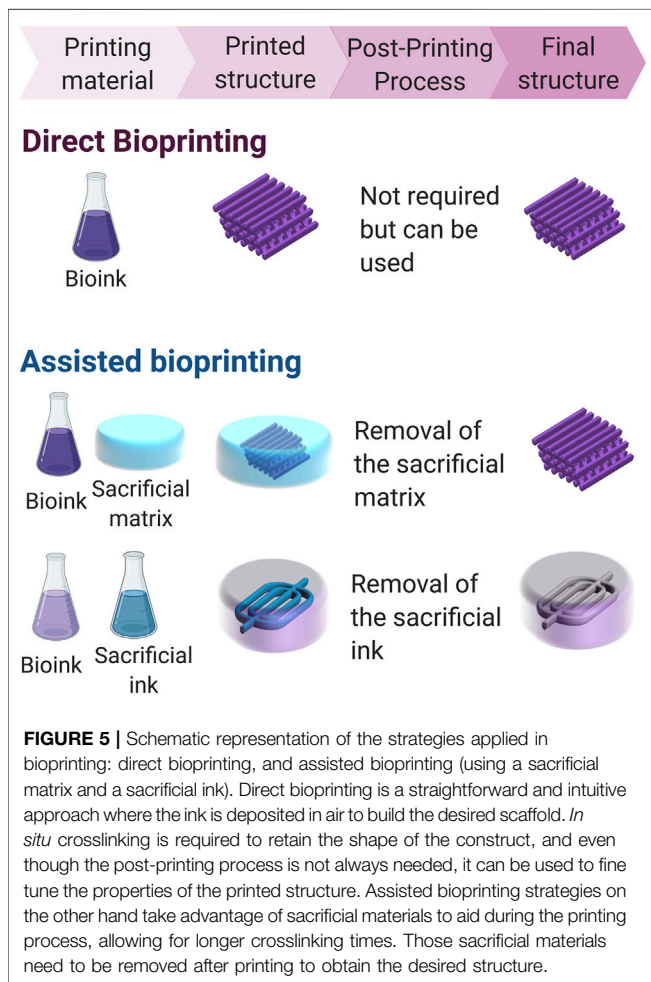 Printing material
Printed structure
Post-Printing Process
Final structure
Direct Bioprinting
Bioink
Not required
but can be
used
Assisted bioprinting
Bioink
Sacrificial
matrix
Removal of
the sacrificial
matrix
Bioink
Sacrificial
ink
Removal of
the sacrificial
ink
FIGURE 5 | Schematic representation of the strategies applied in
bioprinting: direct bioprinting, and assisted bioprinting (using a sacrificial
matrix and a sacrificial ink). Direct bioprinting is a straightforward and intuitive
approach where the ink is deposited in air to build the desired scaffold. In
situ crosslinking is required to retain the shape of the construct, and even
though the post-printing process is not always needed, it can be used to fine
tune the properties of the printed structure. Assisted bioprinting strategies on
the other hand take advantage of sacrificial materials to aid during the printing
process, allowing for longer crosslinking times. Those sacrificial materials
need to be removed after printing to obtain the desired structure.